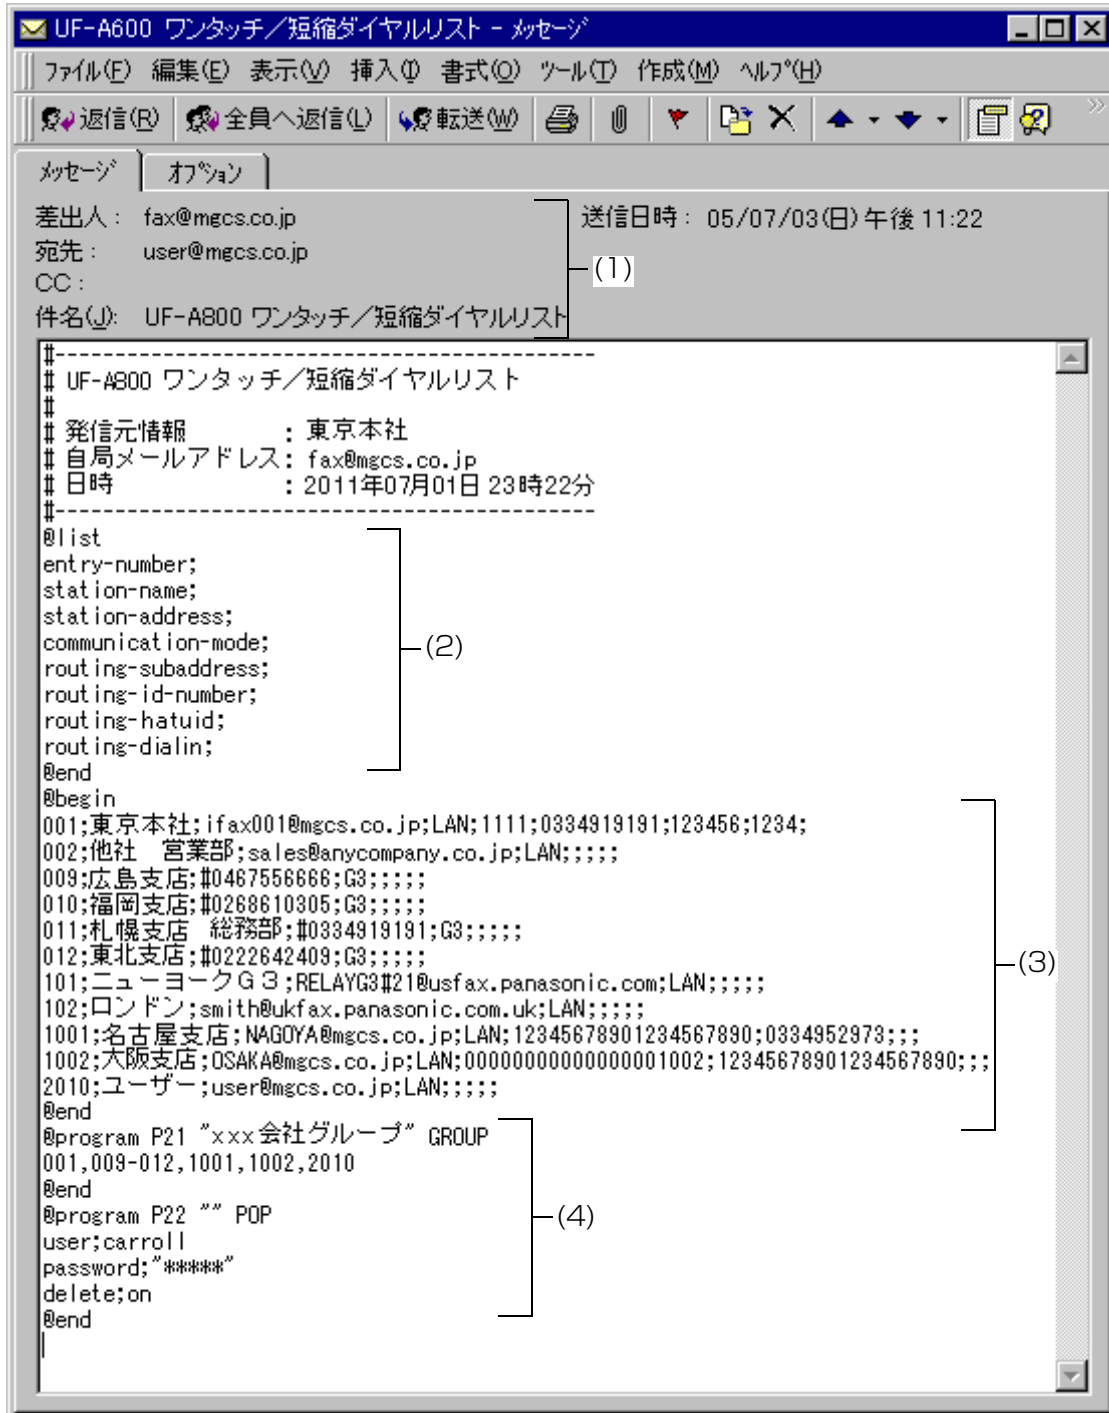 UF-A600 ワンタッチ/短縮ダイヤルリスト - メッセージ
ファイル(F) 編集(E) 表示(V) 挿入(I) 書式(O) ツール(T) 作成(M) ヘルプ(H)
返信(R) 全員へ返信(L) 転送(W)
メッセージ オプション
差出人: fax@mgcs.co.jp 送信日時: 05/07/03(日)午後 11:22
宛先: user@mgcs.co.jp
(1)
CC:
件名(J): UF-A800 ワンタッチ/短縮ダイヤルリスト
#---------------------------------------------
# UF-A800 ワンタッチ/短縮ダイヤルリスト
#
# 発信元情報 : 東京本社
# 自局メールアドレス: fax@mgcs.co.jp
# 日時 : 2011年07月01日 23時22分
#---------------------------------------------
@list
entry-number;
station-name;
station-address;
communication-mode;
(2)
routing-subaddress;
routing-id-number;
routing-hatuid;
routing-dialin;
@end
@begin
001;東京本社;ifax001@mgcs.co.jp;LAN;1111;0334919191;123456;1234;
002;他社 営業部;sales@anycompany.co.jp;LAN;;;;;
009;広島支店;#0467556666;G3;;;;;
010;福岡支店;#0268610305;G3;;;;;
011;札幌支店 総務部;#0334919191;G3;;;;;
012;東北支店;#0222642409;G3;;;;;
(3)
101;ニューヨークG3;RELAYG3#21@usfax.panasonic.com;LAN;;;;;
102;ロンドン;smith@ukfax.panasonic.com.uk;LAN;;;;;
1001;名古屋支店;NAGOYA@mgcs.co.jp;LAN;12345678901234567890;0334952973;;;
1002;大阪支店;OSAKA@mgcs.co.jp;LAN;00000000000000001002;12345678901234567890;;;
2010;ユーザー;user@mgcs.co.jp;LAN;;;;;
@end
@program P21 "xxx会社グループ" GROUP
001,009-012,1001,1002,2010
@end
@program P22 "" POP
(4)
user;carroll
password;"*****"
delete;on
@end